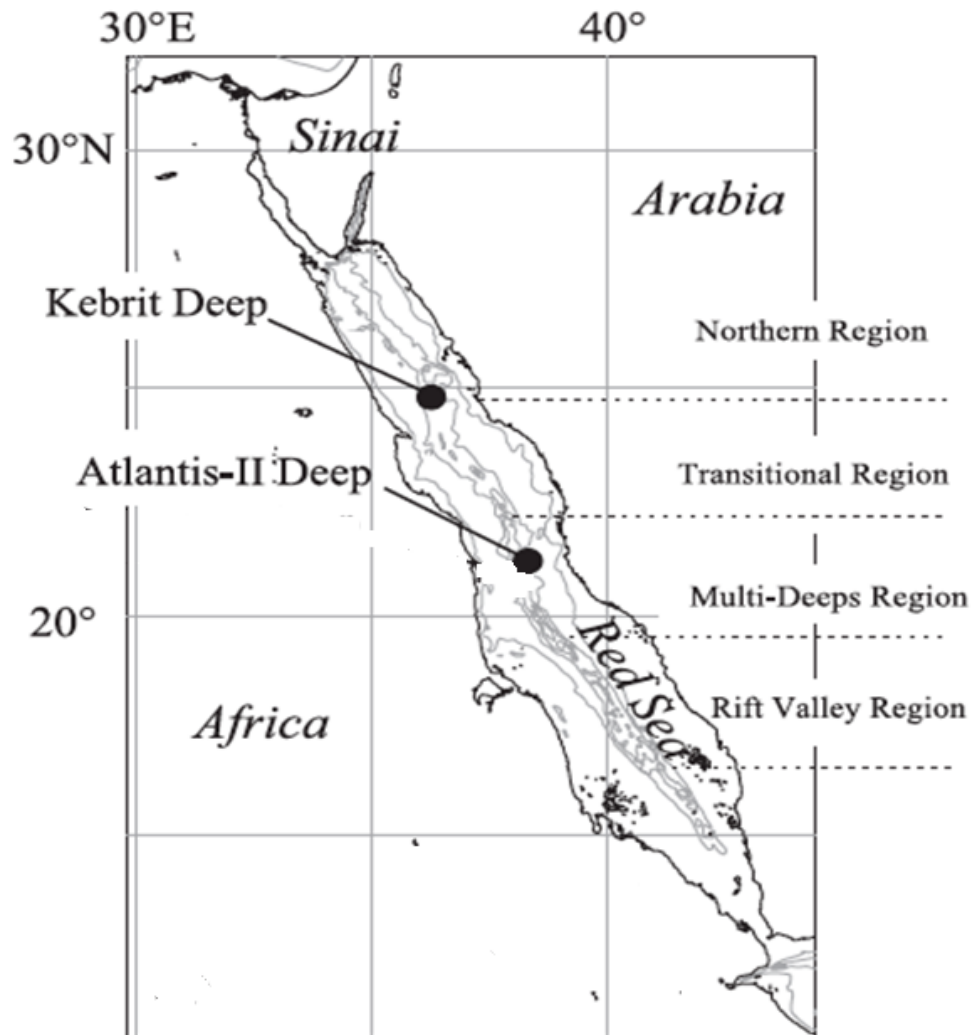 30°E
40°
Sinai
30°N
Arabia
Kebrit Deep
Northern Region
Atlantis-II Deep
Transitional Region
Multi-Deeps Region
20°
Red Sea
Africa
Rift Valley Region